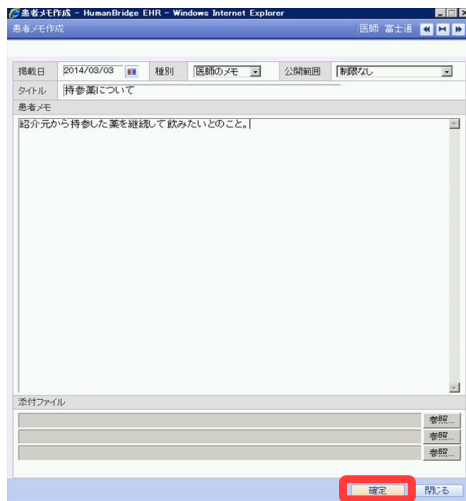 患者メモ作成 - HumanBridge EHR - Windows Internet Explorer
患者メモ作成 医師 富士通
掲載日 2014/03/03 種別 医師のメモ 公開範囲 制限なし
タイトル 持参薬について
患者メモ
紹介元から持参した薬を継続して飲みたいとのこと。
添付ファイル
参照...
参照...
参照...
確定 閉じる